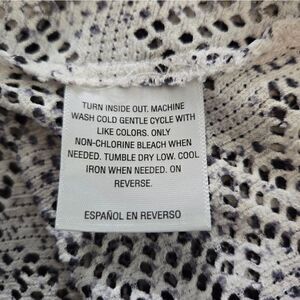 TURN INSIDE OUT. MACHINE
WASH COLD GENTLE CYCLE WITH
LIKE COLORS. ONLY
NON-CHLORINE BLEACH WHEN
NEEDED. TUMBLE DRY LOW. COOL
IRON WHEN NEEDED. ON
REVERSE.
ESPAÑOL EN REVERSO